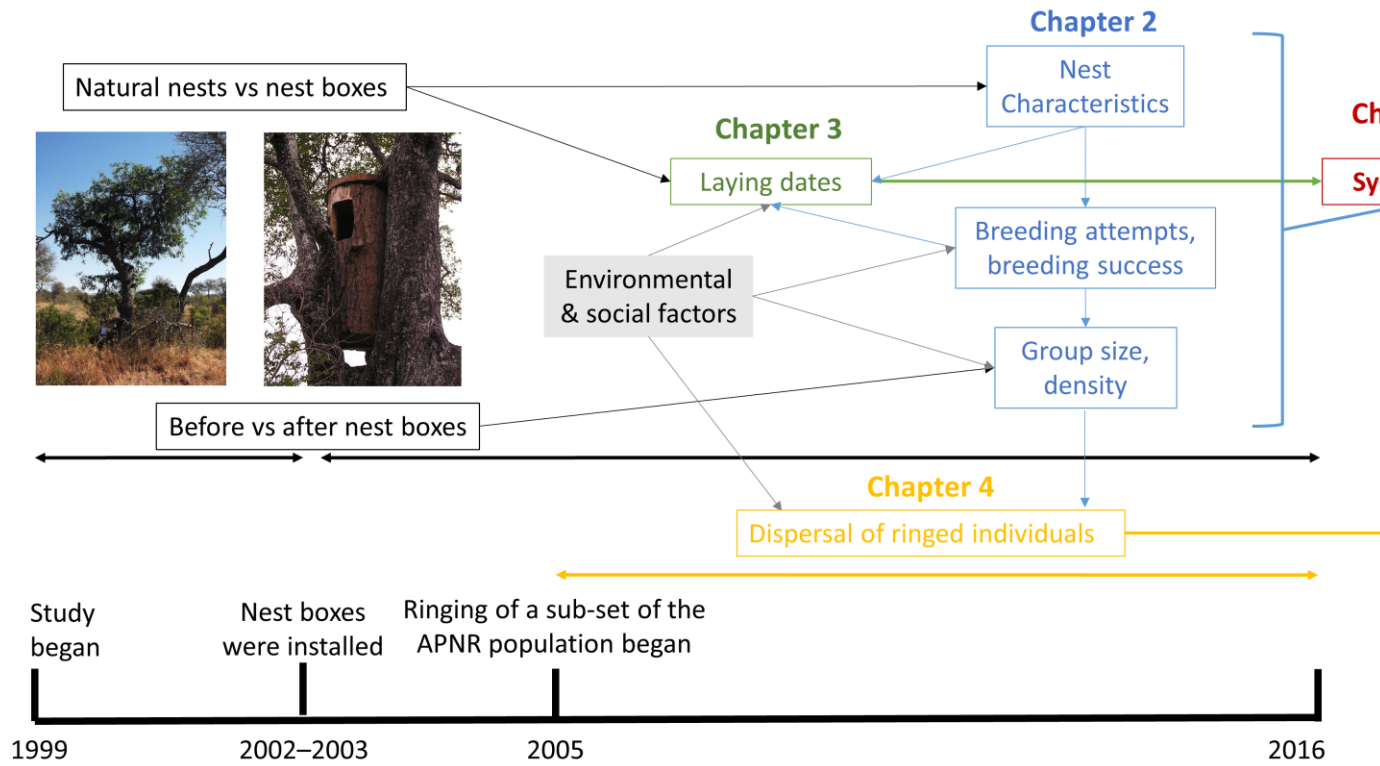 Chapter 2
Natural nests vs nest boxes
Nest
Characteristics
Chapter 3
Ch
Laying dates
Sy
Breeding attempts,
breeding success
Environmental
& social factors
Group size,
density
Before vs after nest boxes
Chapter 4
Dispersal of ringed individuals
Study
began
Nest boxes
were installed
Ringing of a sub-set of the
APNR population began
1999
2002–2003
2005
2016